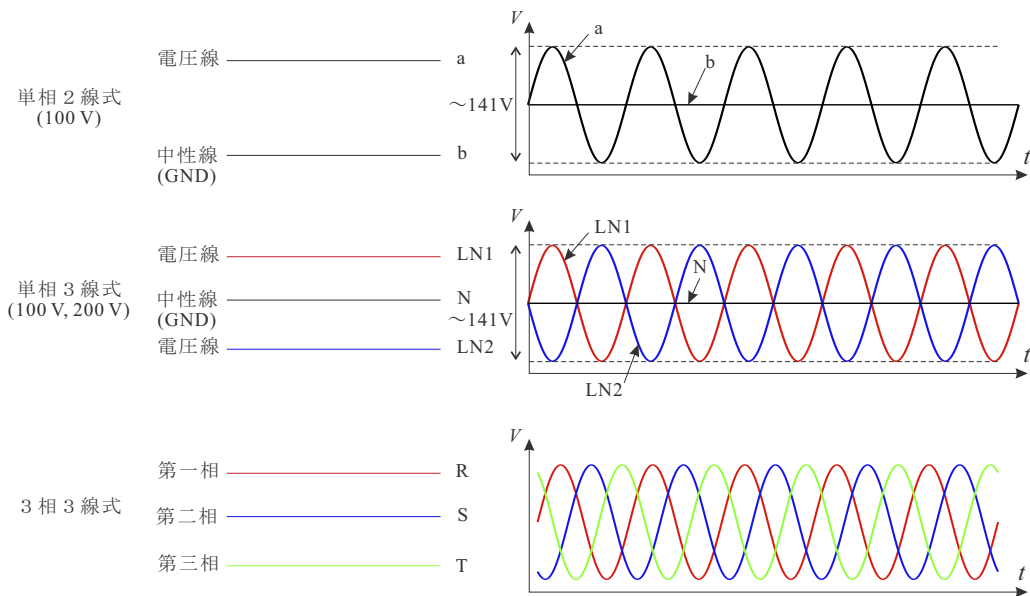 V
電圧線
a
a
b
単相２線式
(100 V)
～141V
中性線
(GND)
b
t
V
電圧線
LN1
LN1
N
単相３線式
(100 V, 200 V)
中性線
(GND)
N
～141V
電圧線
LN2
LN2
t
V
第一相
R
３相３線式
第二相
S
第三相
T
t